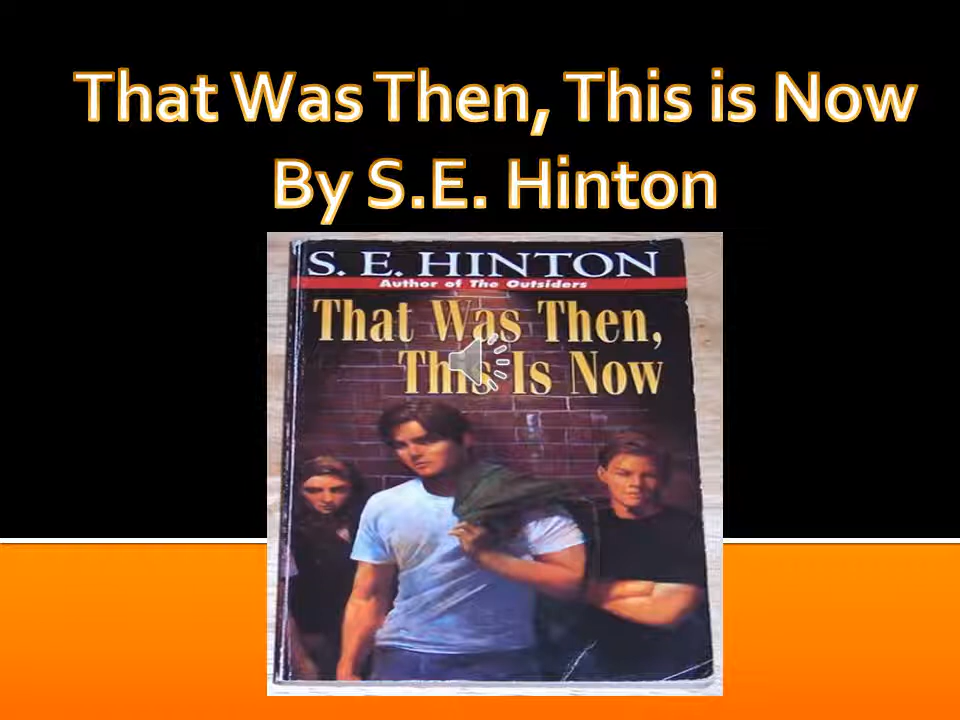 That Was Then, This is Now
By S.E. Hinton
S. E. HINTON
Author of The Outsiders
That Was Then,
This Is Now